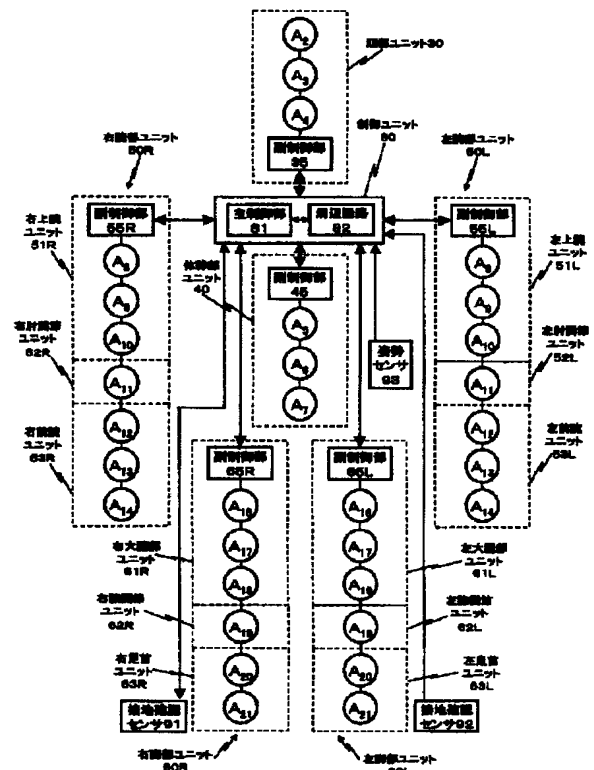 A2
A3
A4
頭部ユニット30
副制御部
35
制御ユニット
80
右腕部ユニット
50R
左腕部ユニット
50L
副制御部
55R
主制御部
81
周辺回路
82
副制御部
55L
右上腕
ユニット
51R
A8
A9
A10
左上腕
ユニット
51L
A8
A9
A10
体幹部
ユニット
40
副制御部
45
A5
A6
A7
姿勢
センサ
93
右肘関節
ユニット
52R
A11
左肘関節
ユニット
52L
A11
右前腕
ユニット
53R
A12
A13
A14
左前腕
ユニット
53L
A12
A13
A14
副制御部
65R
副制御部
65L
A16
A17
A18
A16
A17
右大腿部
ユニット
61R
左大腿部
ユニット
61L
右膝関節
ユニット
62R
A19
左膝関節
ユニット
62L
右足首
ユニット
63R
A20
A21
左足首
ユニット
63L
A20
A21
接地確認
センサ91
接地確認
センサ92
右脚部ユニット
60R
左脚部ユニット